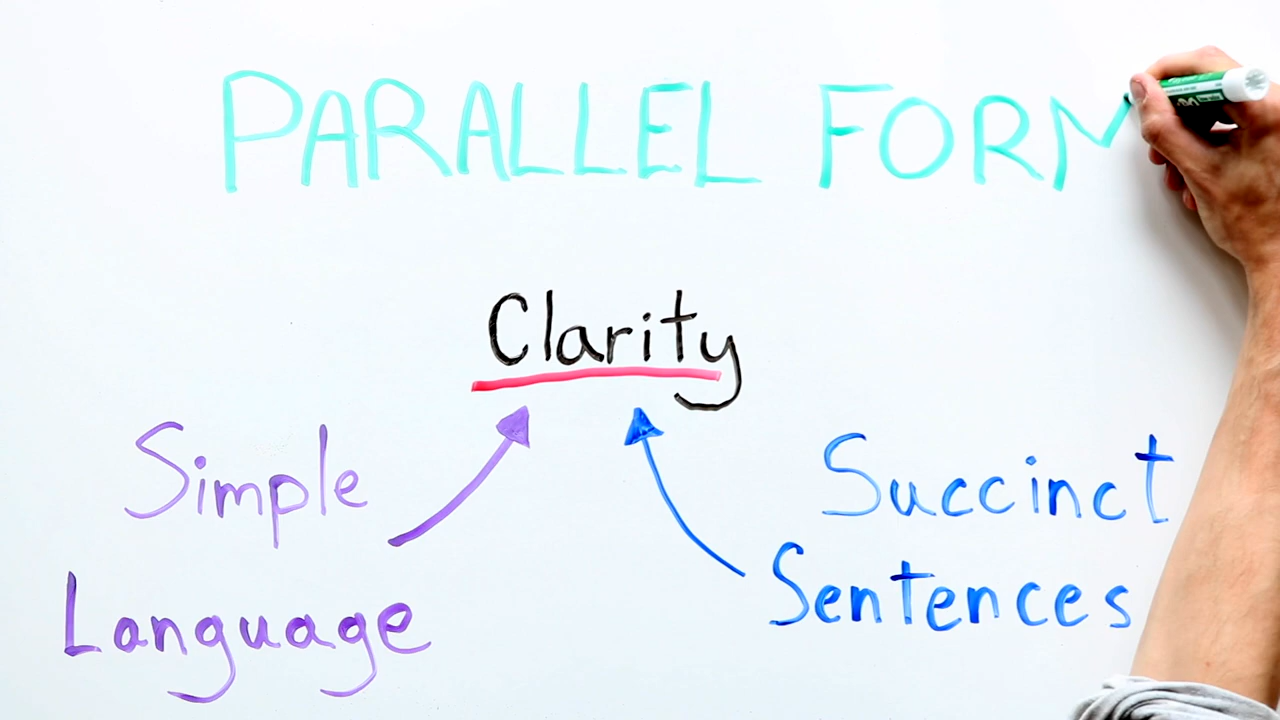 PARALLEL FORM
Clarity
Simple
Language
Succinct
Sentences